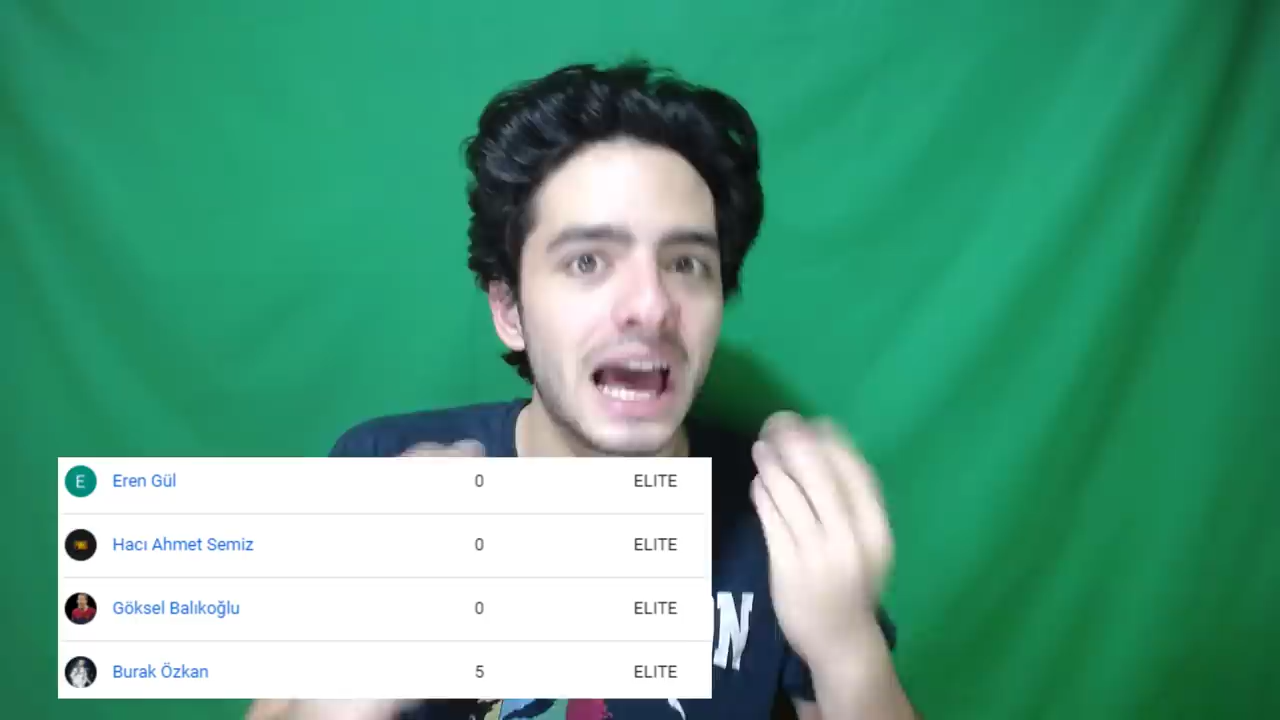 E Eren Gül 0 ELITE
Hacı Ahmet Semiz 0 ELITE
Göksel Balıkoğlu 0 ELITE
Burak Özkan 5 ELITE
N